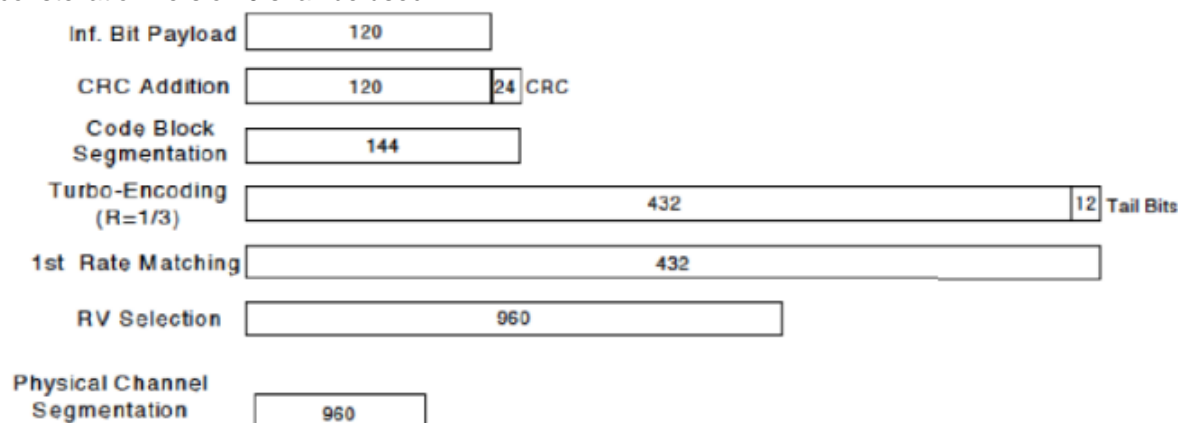 Inf. Bit Payload 120
CRC Addition 120 24 CRC
Code Block
Segmentation 144
Turbo-Encoding
(R=1/3) 432 12 Tail Bits
1st Rate Matching 432
RV Selection 960
Physical Channel
Segmentation 960